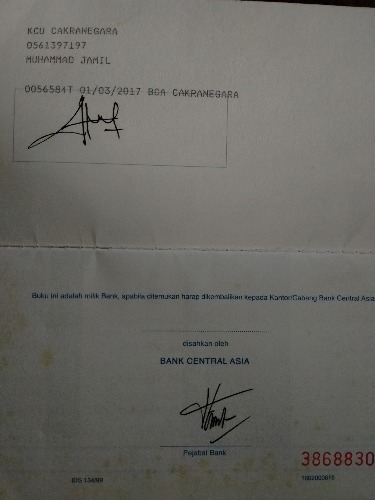 KCU CAKRANEGARA
0561397197
MUHAMMAD JAMIL
0056584T 01/03/2017 BCA CAKRANEGARA
Buku ini adalah milik Bank, apabila ditemukan harap dikembalikan kepada Kantor/Cabang Bank Central Asia
disahkan oleh
BANK CENTRAL ASIA
Pejabat Bank
3868830